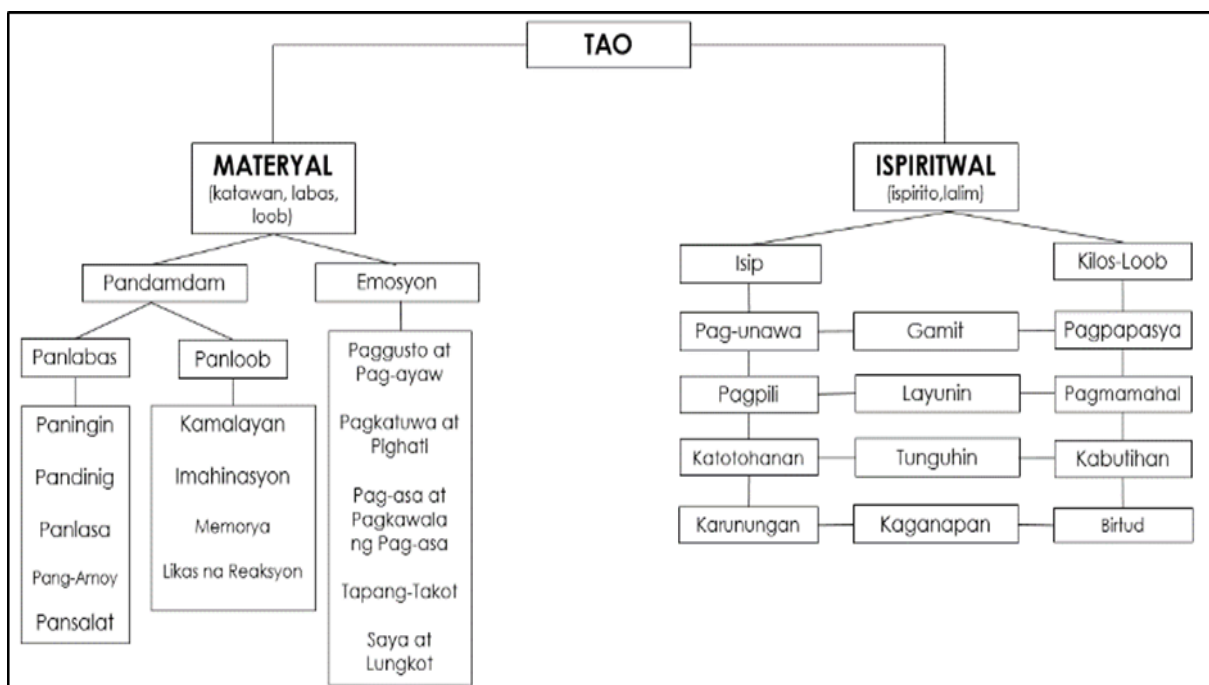 TAO
MATERYAL
(katawan, labas,
loob)
Pandamdam
Emosyon
Panlabas
Panloob
Paningin
Pandinig
Panlasa
Pang-Amoy
Pansalat
Kamalayan
Imahinasyon
Memorya
Likas na Reaksyon
Paggusto at
Pag-ayaw
Pagkatuwa at
Pighati
Pag-asa at
Pagkawala
ng Pag-asa
Tapang-Takot
Saya at
Lungkot
ISPIRITWAL
(ispirito,lalim)
Isip
Kilos-Loob
Pag-unawa
Gamit
Pagpapasya
Pagpili
Layunin
Pagmamahal
Katotohanan
Tunguhin
Kabutihan
Karunungan
Kaganapan
Birtud